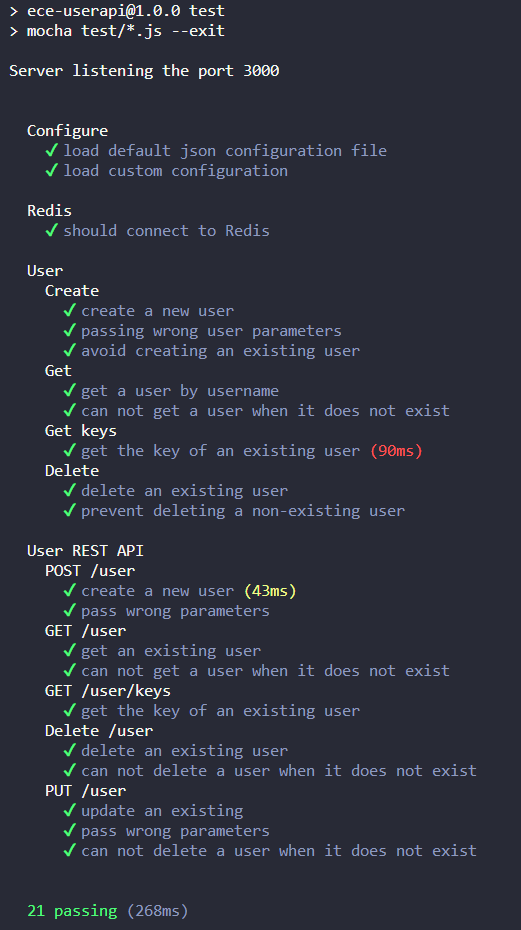 > ece-userapi@1.0.0 test
> mocha test/*.js --exit
Server listening the port 3000
Configure
✓ load default json configuration file
✓ load custom configuration
Redis
✓ should connect to Redis
User
Create
✓ create a new user
✓ passing wrong user parameters
✓ avoid creating an existing user
Get
✓ get a user by username
✓ can not get a user when it does not exist
Get keys
✓ get the key of an existing user (90ms)
Delete
✓ delete an existing user
✓ prevent deleting a non-existing user
User REST API
POST /user
✓ create a new user (43ms)
✓ pass wrong parameters
GET /user
✓ get an existing user
✓ can not get a user when it does not exist
GET /user/keys
✓ get the key of an existing user
Delete /user
✓ delete an existing user
✓ can not delete a user when it does not exist
PUT /user
✓ update an existing
✓ pass wrong parameters
✓ can not delete a user when it does not exist
21 passing (268ms)